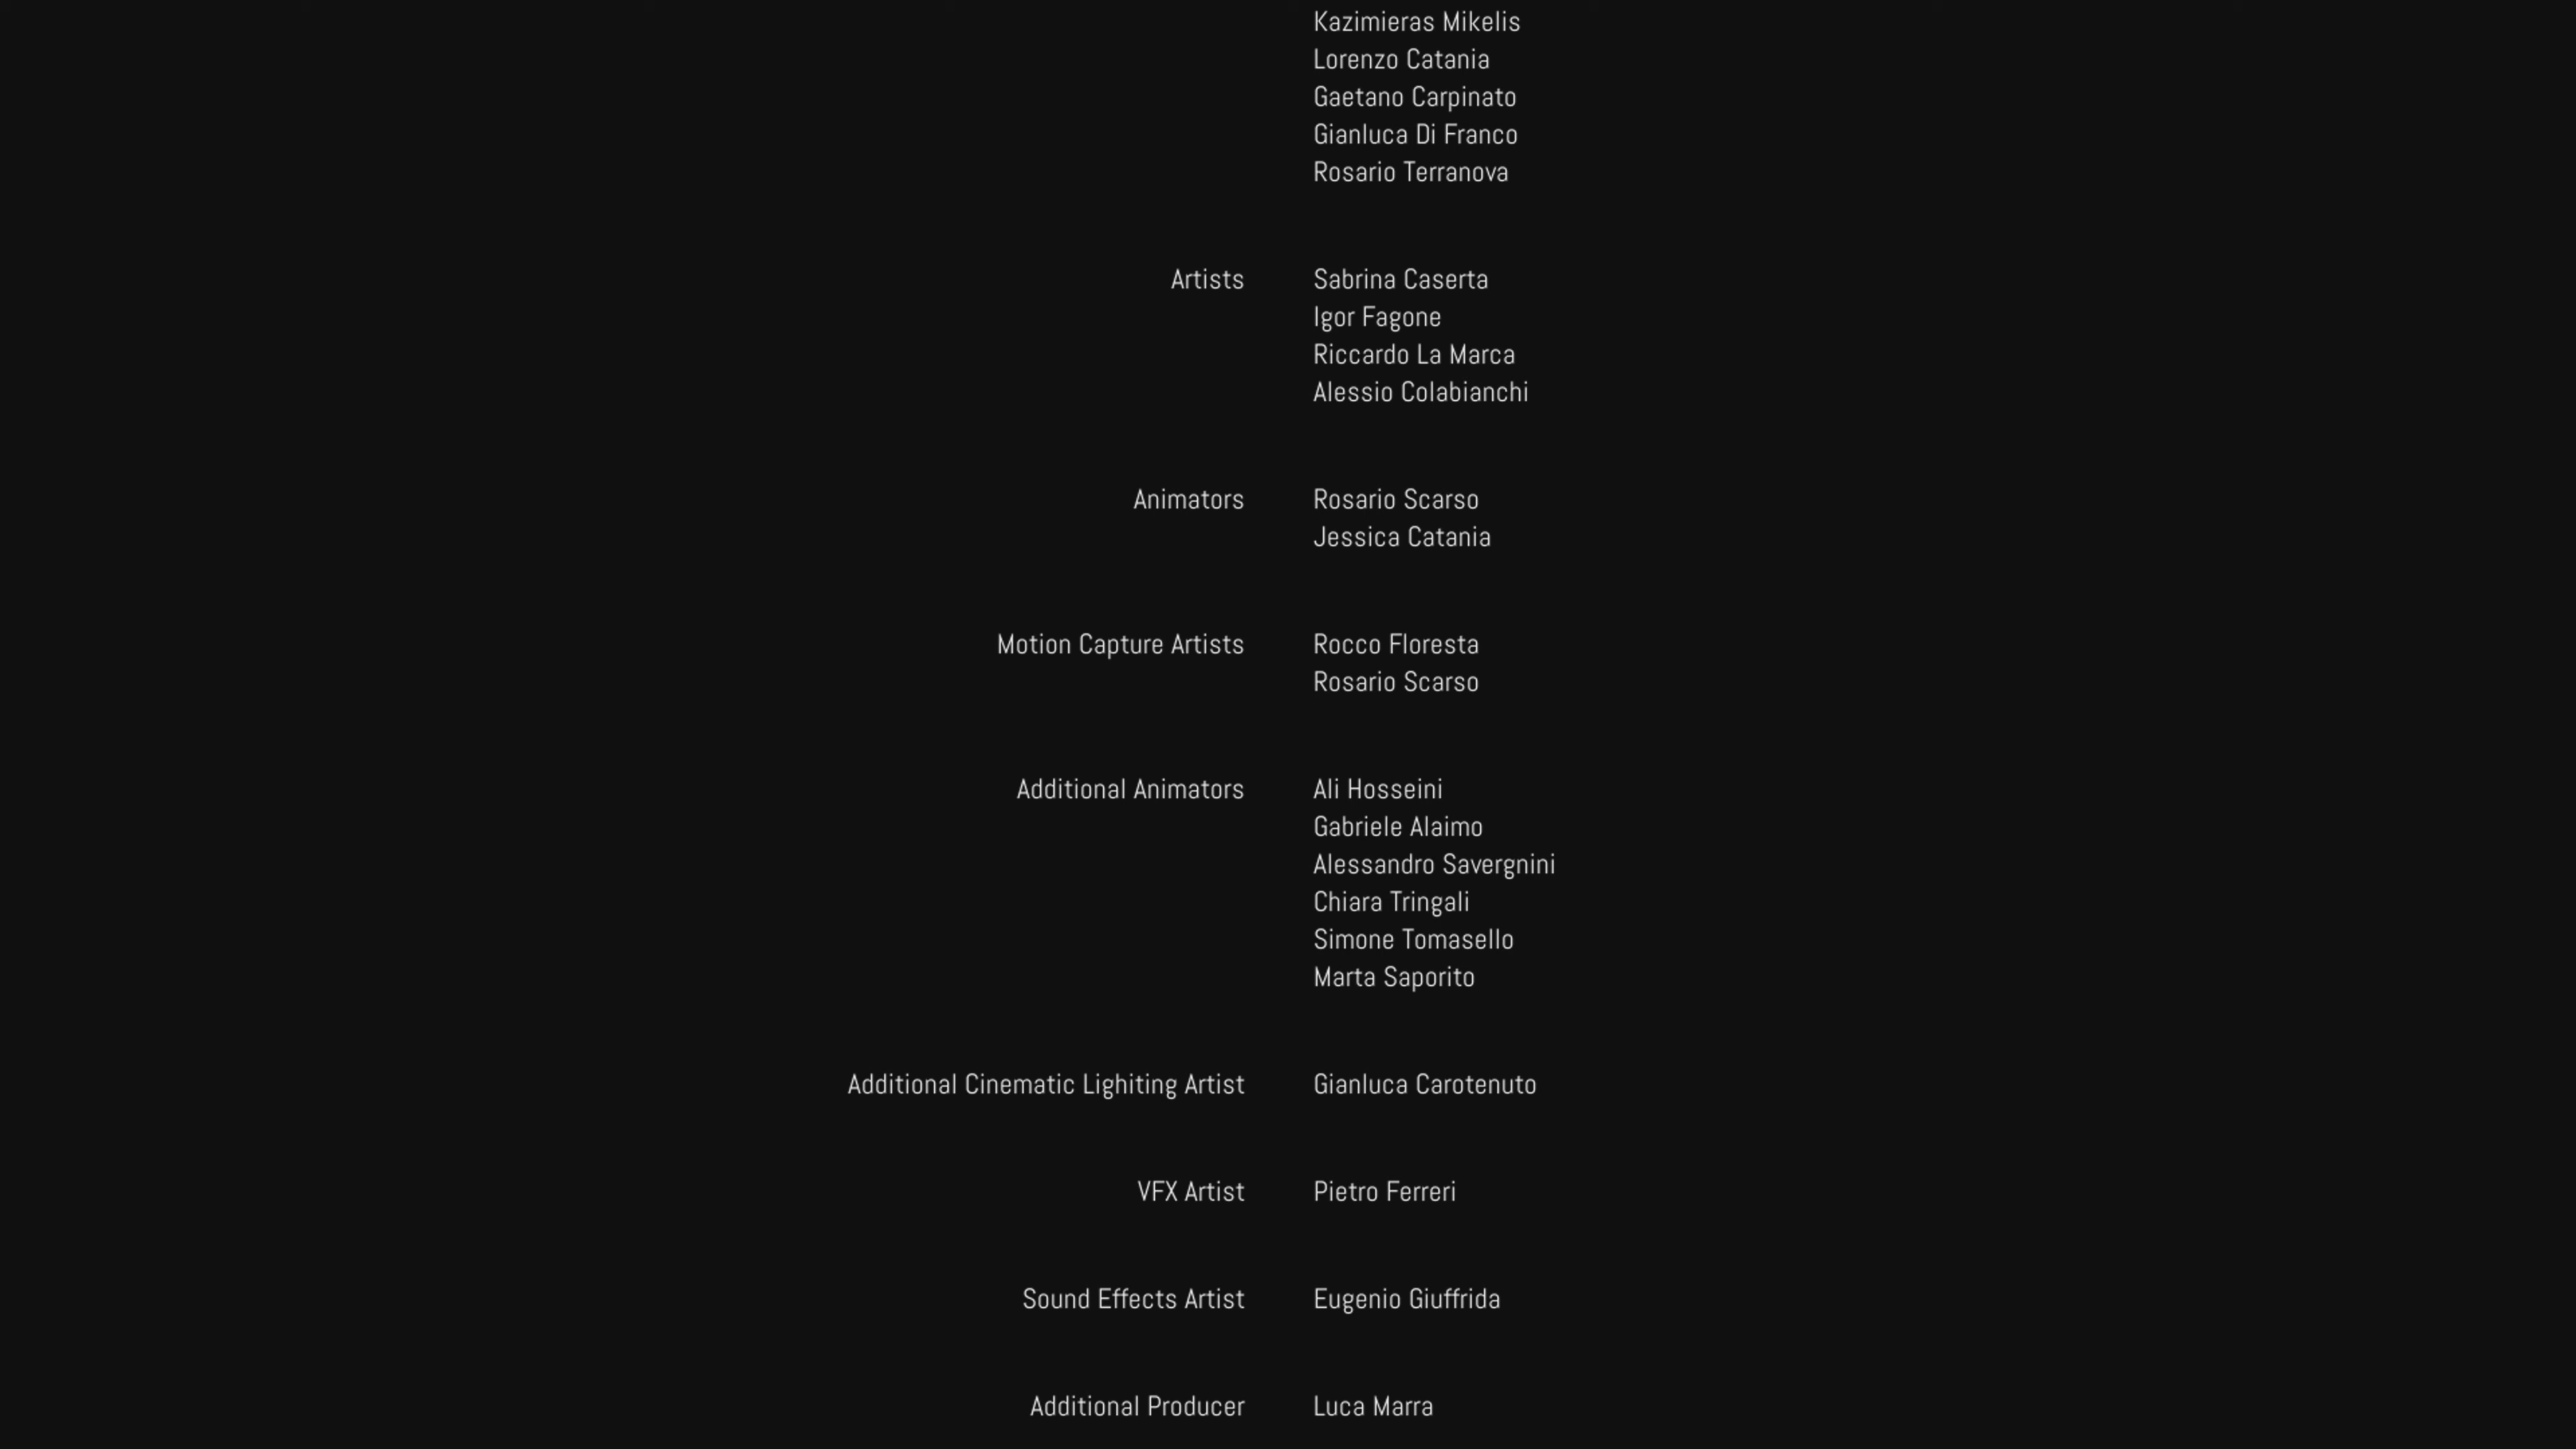 Kazimieras Mikelis
Lorenzo Catania
Gaetano Carpinato
Gianluca Di Franco
Rosario Terranova
Artists Sabrina Caserta
Igor Fagone
Riccardo La Marca
Alessio Colabianchi
Animators Rosario Scarso
Jessica Catania
Motion Capture Artists Rocco Floresta
Rosario Scarso
Additional Animators Ali Hosseini
Gabriele Alaimo
Alessandro Savergnini
Chiara Tringali
Simone Tomasello
Marta Saporito
Additional Cinematic Lighiting Artist Gianluca Carotenuto
VFX Artist Pietro Ferreri
Sound Effects Artist Eugenio Giuffrida
Additional Producer Luca Marra